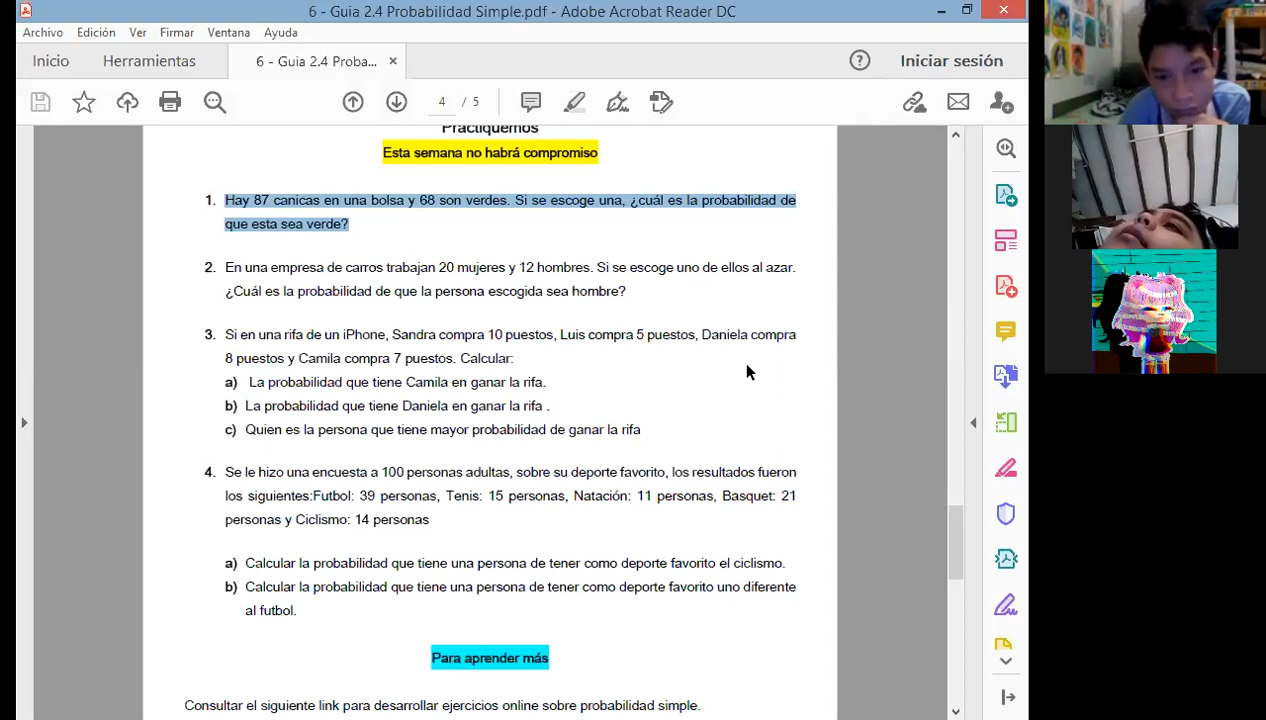 6 - Guia 2.4 Probabilidad Simple.pdf - Adobe Acrobat Reader DC
Archivo Edición Ver Firmar Ventana Ayuda
Inicio Herramientas 6 - Guia 2.4 Proba... × Iniciar sesión
4 / 5
Practiquemos
Esta semana no habrá compromiso
1. Hay 87 canicas en una bolsa y 68 son verdes. Si se escoge una, ¿cuál es la probabilidad de
que esta sea verde?
2. En una empresa de carros trabajan 20 mujeres y 12 hombres. Si se escoge uno de ellos al azar.
¿Cuál es la probabilidad de que la persona escogida sea hombre?
3. Si en una rifa de un iPhone, Sandra compra 10 puestos, Luis compra 5 puestos, Daniela compra
8 puestos y Camila compra 7 puestos. Calcular:
a) La probabilidad que tiene Camila en ganar la rifa.
b) La probabilidad que tiene Daniela en ganar la rifa .
c) Quien es la persona que tiene mayor probabilidad de ganar la rifa
4. Se le hizo una encuesta a 100 personas adultas, sobre su deporte favorito, los resultados fueron
los siguientes:Futbol: 39 personas, Tenis: 15 personas, Natación: 11 personas, Basquet: 21
personas y Ciclismo: 14 personas
a) Calcular la probabilidad que tiene una persona de tener como deporte favorito el ciclismo.
b) Calcular la probabilidad que tiene una persona de tener como deporte favorito uno diferente
al futbol.
Para aprender más
Consultar el siguiente link para desarrollar ejercicios online sobre probabilidad simple.